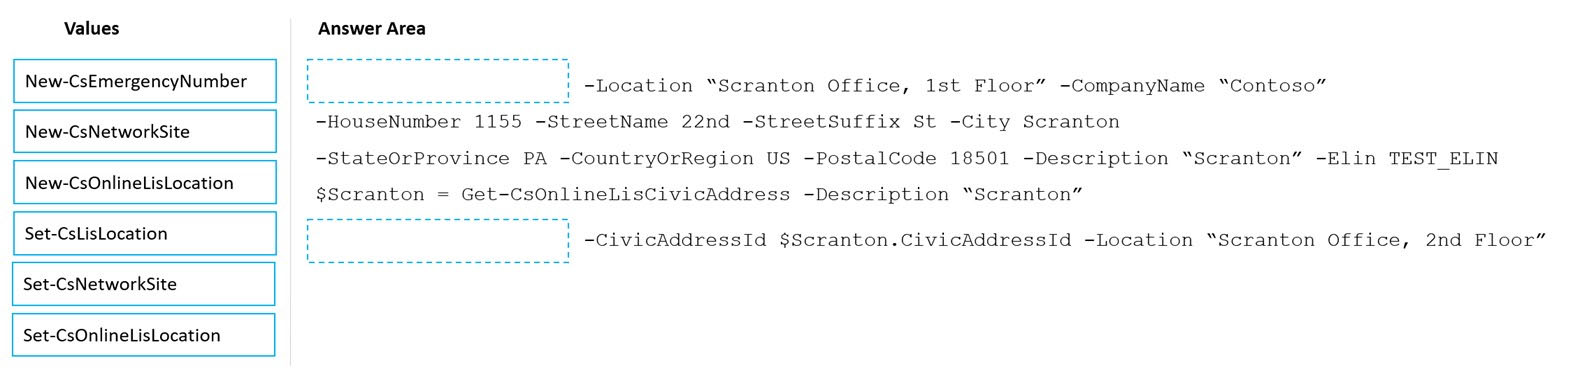 Values
Answer Area
New-CsEmergencyNumber
New-CsNetworkSite
New-CsOnlineLisLocation
Set-CsLisLocation
Set-CsNetworkSite
Set-CsOnlineLisLocation
-Location “Scranton Office, 1st Floor” -CompanyName “Contoso”
-HouseNumber 1155 -StreetName 22nd -StreetSuffix St -City Scranton
-StateOrProvince PA -CountryOrRegion US -PostalCode 18501 -Description “Scranton” -Elin TEST_ELIN
$Scranton = Get-CsOnlineLisCivicAddress -Description “Scranton”
-CivicAddressId $Scranton.CivicAddressId -Location “Scranton Office, 2nd Floor”